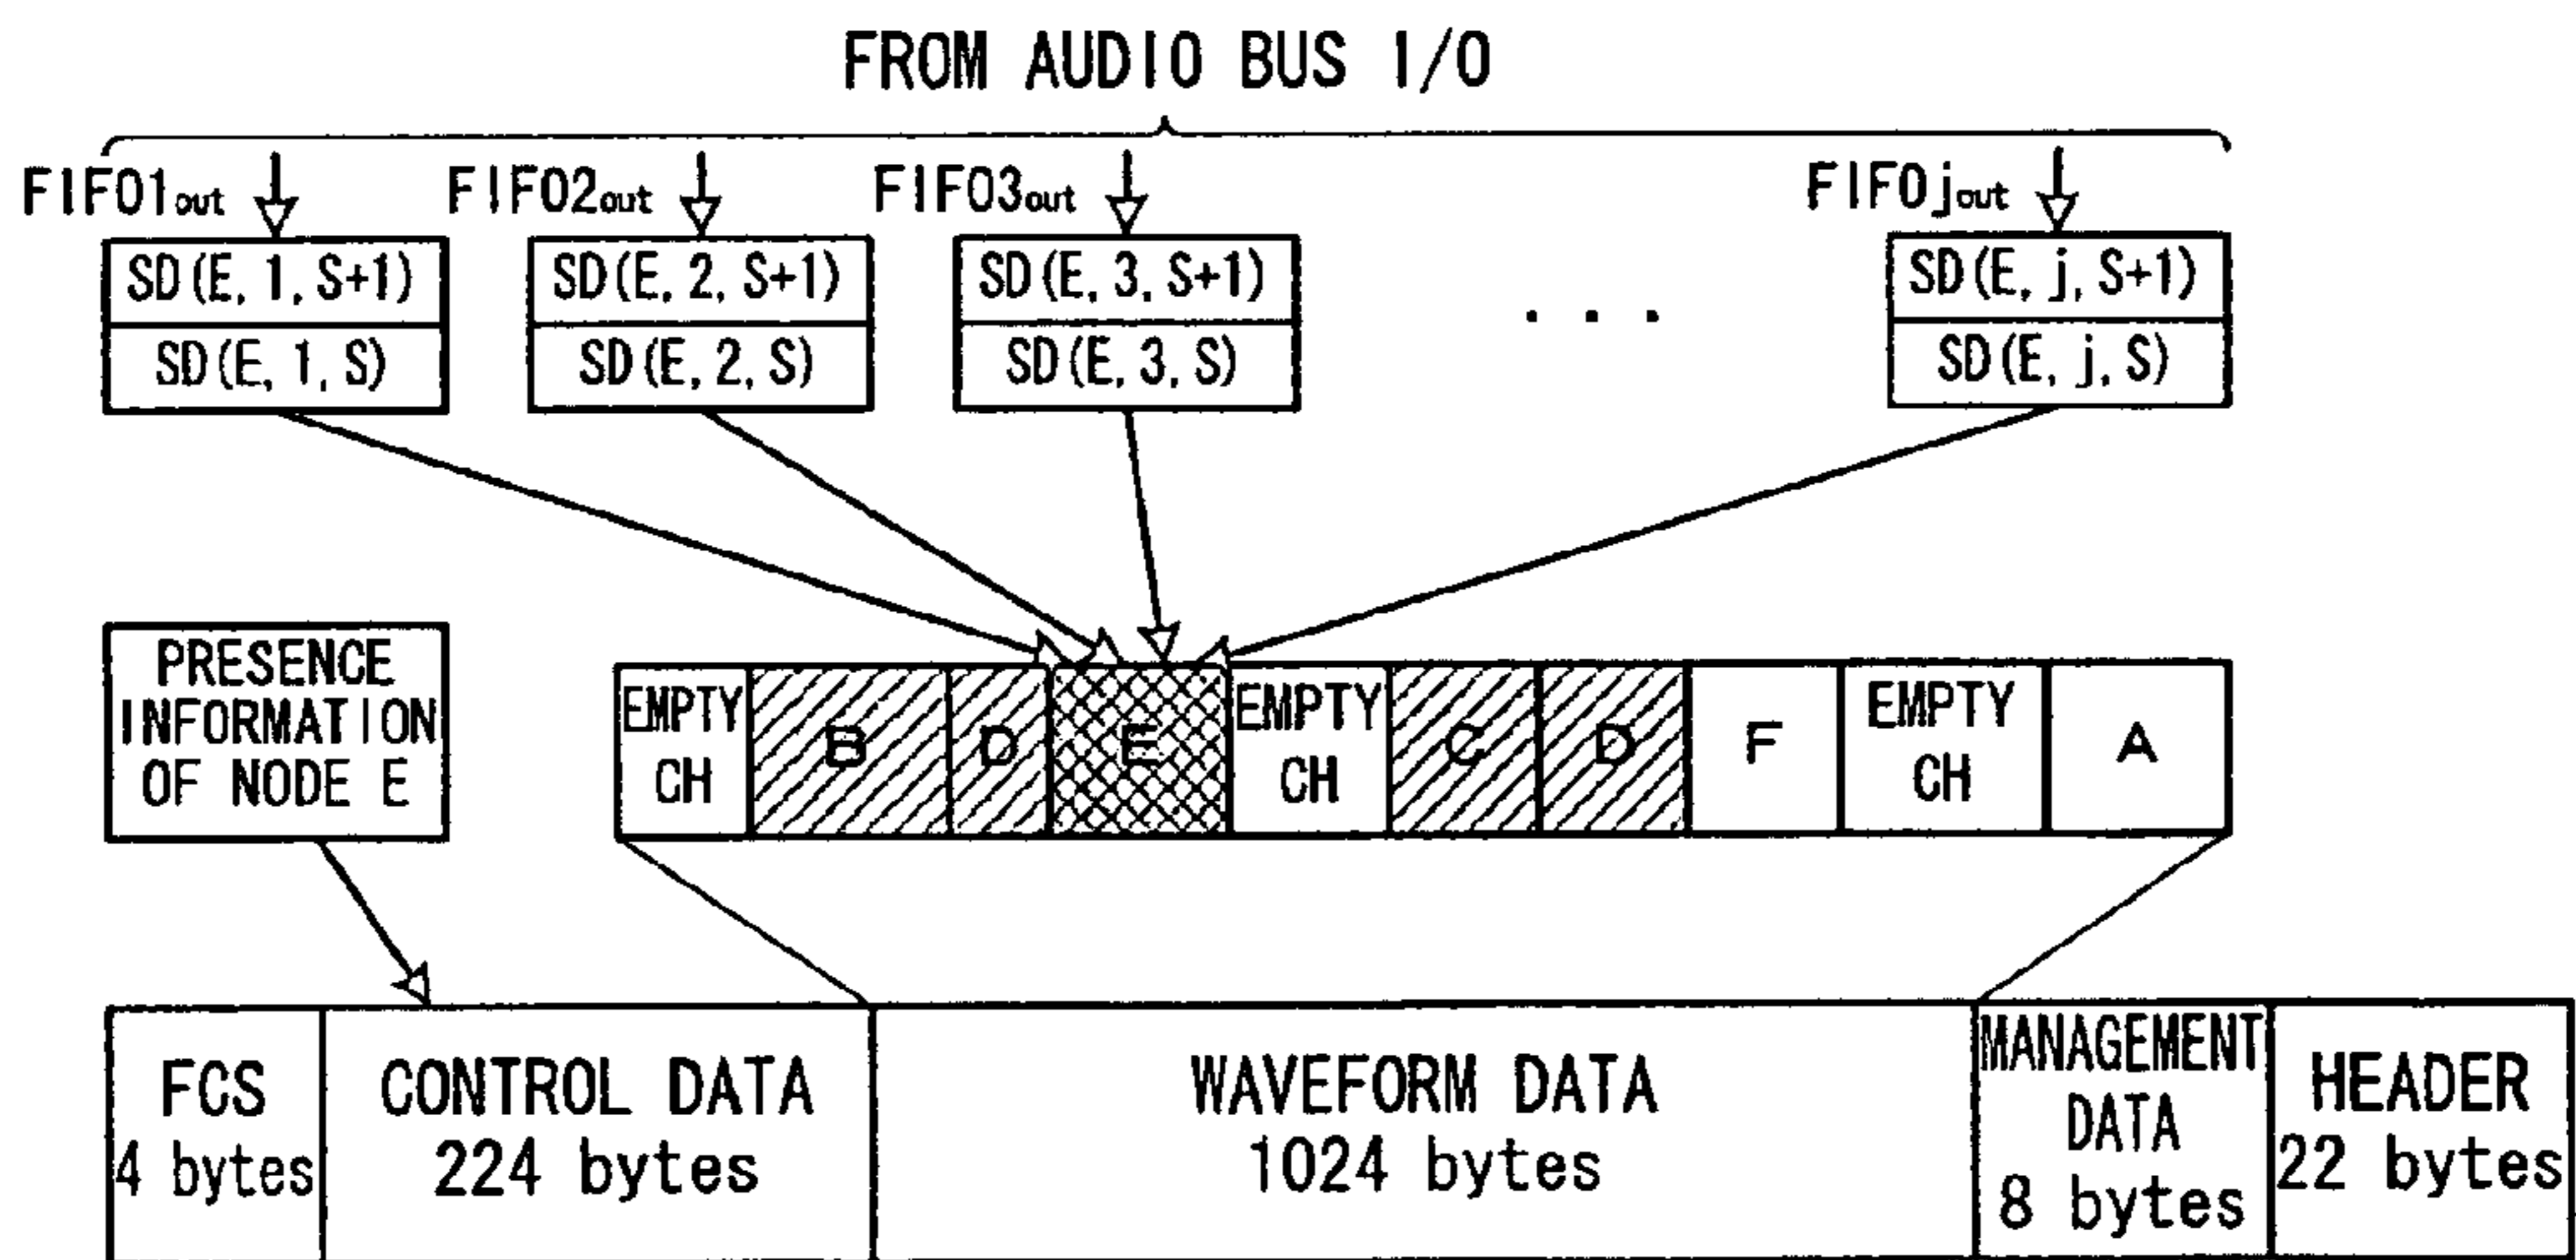 FROM AUDIO BUS I/O
FIFO1out
FIFO2out
FIFO3out
FIFOjout
SD(E, 1, S+1)
SD(E, 2, S+1)
SD(E, 3, S+1)
SD(E, j, S+1)
SD(E, 1, S)
SD(E, 2, S)
SD(E, 3, S)
. . .
SD(E, j, S)
PRESENCE
INFORMATION
OF NODE E
EMPTY
CH
B
D
E
EMPTY
CH
C
D
F
EMPTY
CH
A
FCS
4 bytes
CONTROL DATA
224 bytes
WAVEFORM DATA
1024 bytes
MANAGEMENT
DATA
8 bytes
HEADER
22 bytes